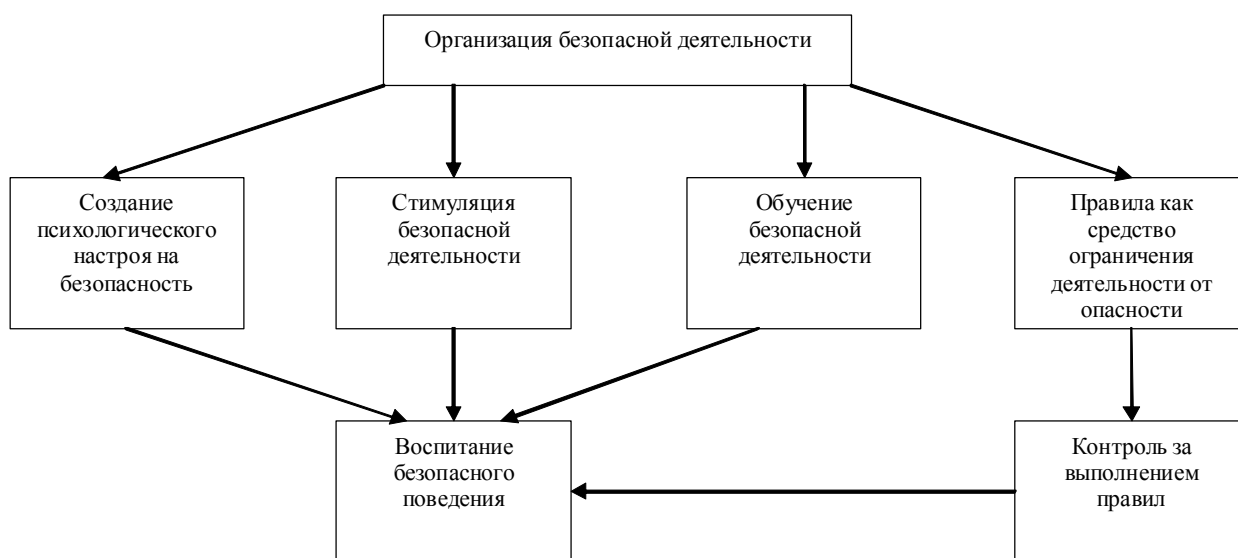 Организация безопасной деятельности
Создание
психологического
настроя на
безопасность
Стимуляция
безопасной
деятельности
Обучение
безопасной
деятельности
Правила как
средство
ограничения
деятельности от
опасности
Воспитание
безопасного
поведения
Контроль за
выполнением
правил